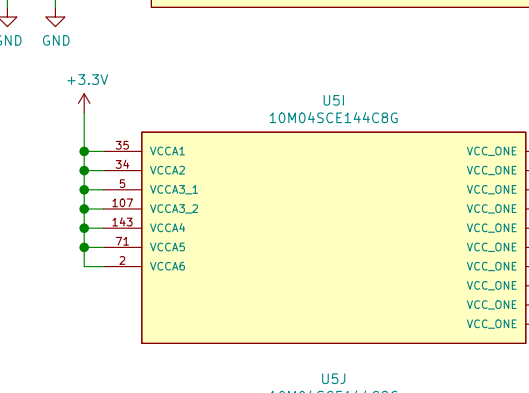 GND GND
+3.3V
U5I
10M04SCE144C8G
35 VCCA1 VCC_ONE
34 VCCA2 VCC_ONE
5 VCCA3_1 VCC_ONE
107 VCCA3_2 VCC_ONE
143 VCCA4 VCC_ONE
71 VCCA5 VCC_ONE
2 VCCA6 VCC_ONE
VCC_ONE
VCC_ONE
VCC_ONE
U5J